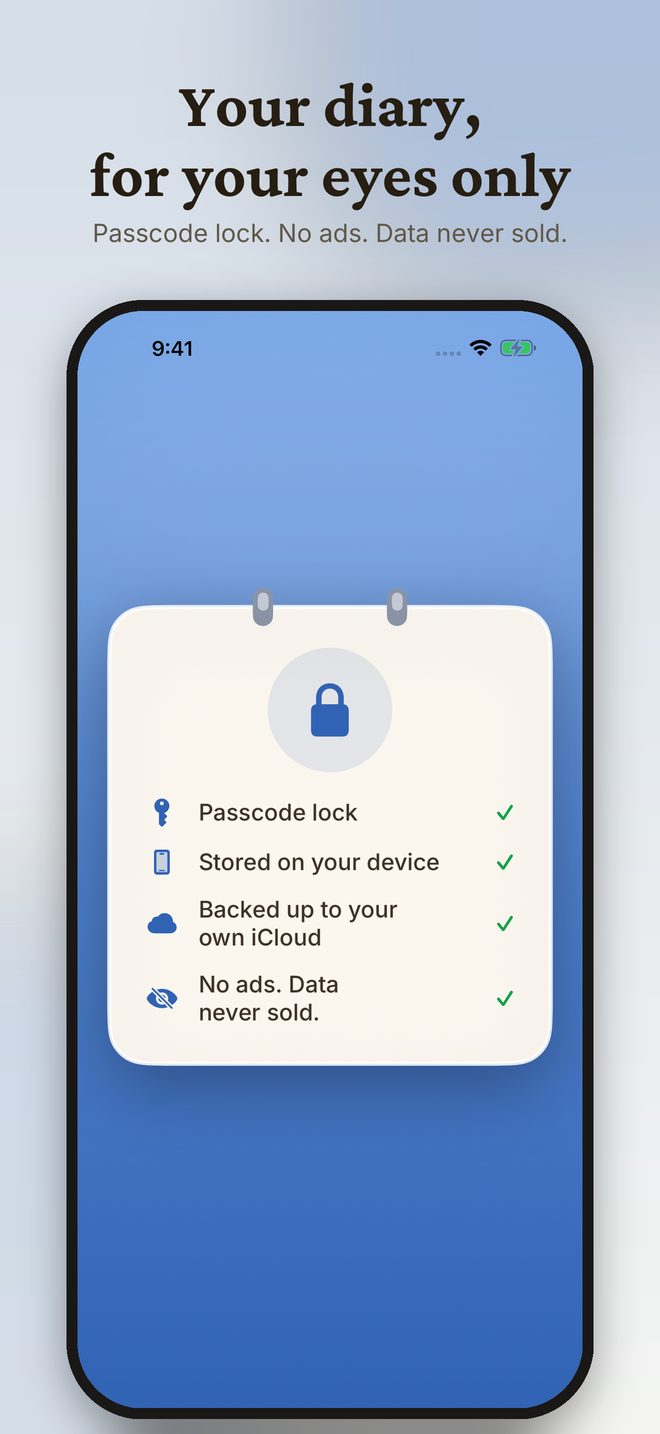 Your diary,
for your eyes only
Passcode lock. No ads. Data never sold.
9:41
Passcode lock
Stored on your device
Backed up to your
own iCloud
No ads. Data
never sold.